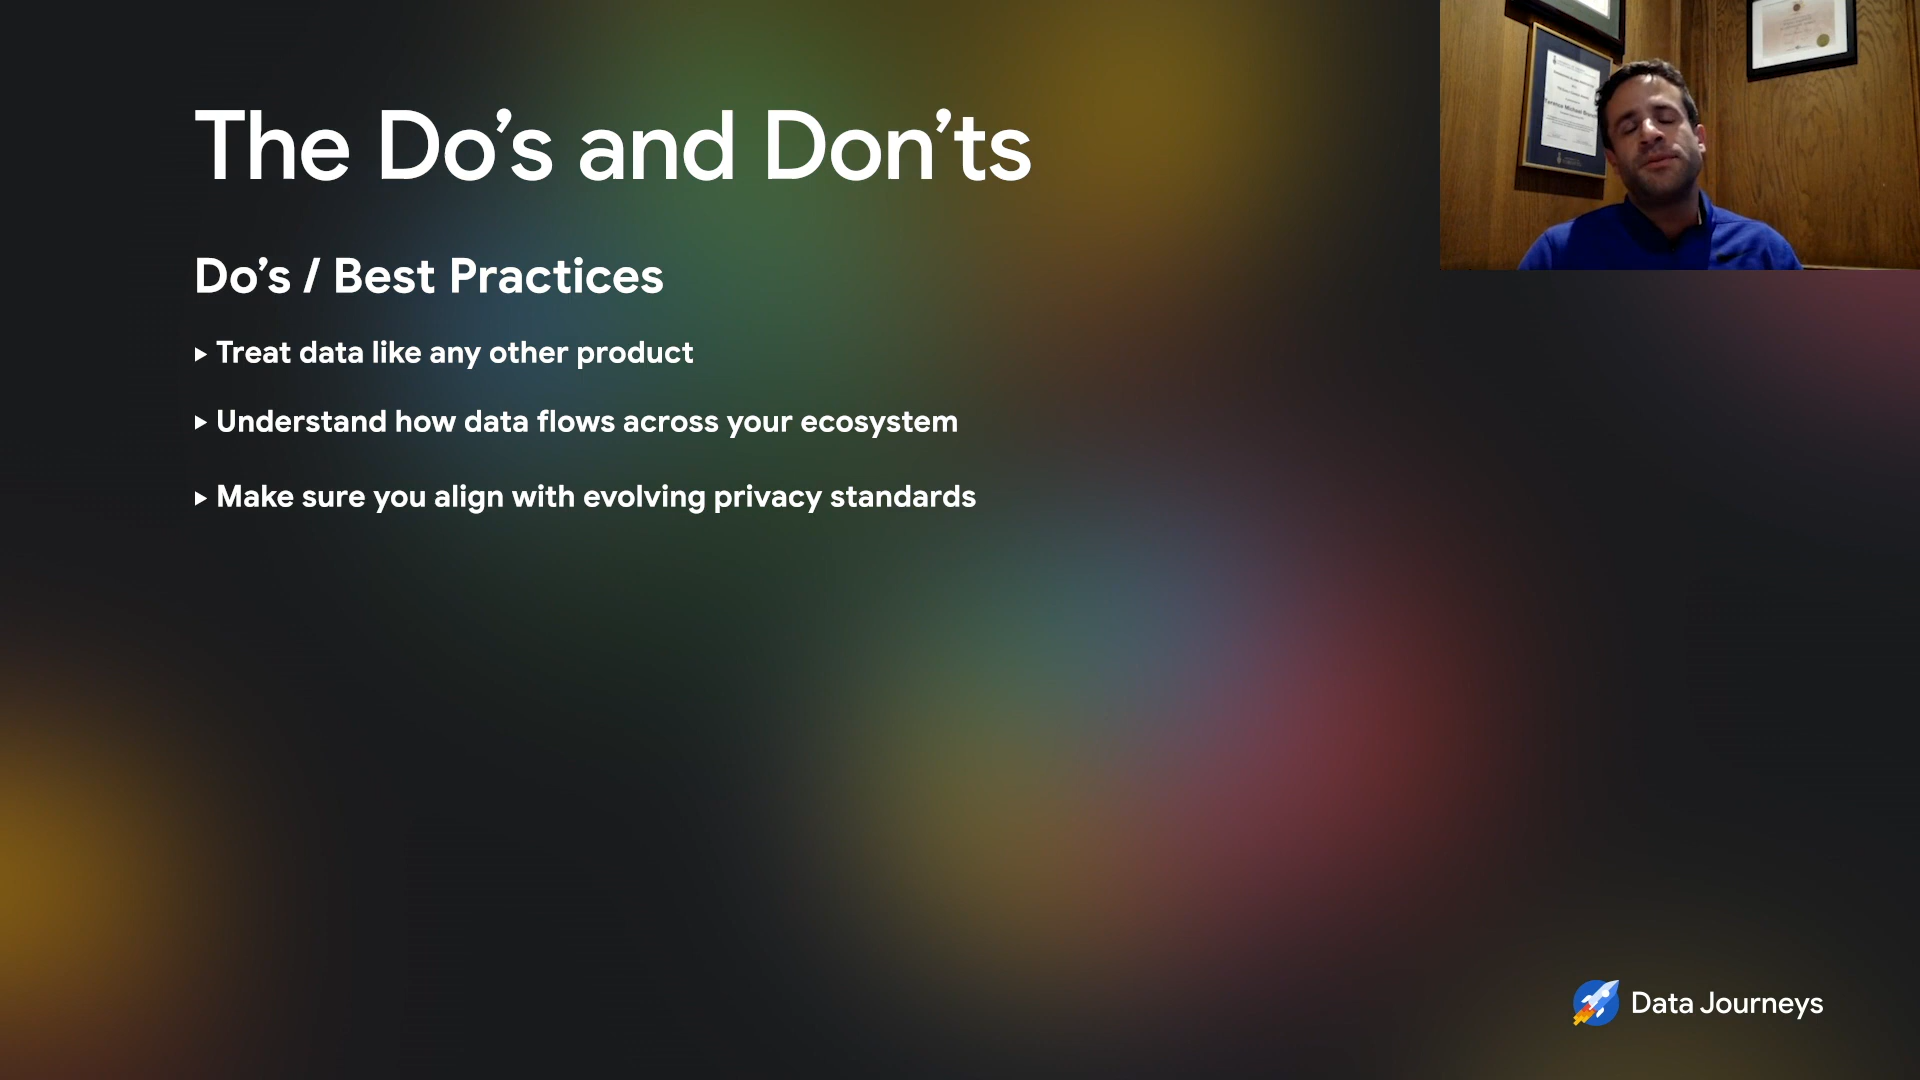 The Do’s and Don’ts
Do’s / Best Practices
▸ Treat data like any other product
▸ Understand how data flows across your ecosystem
▸ Make sure you align with evolving privacy standards
Data Journeys